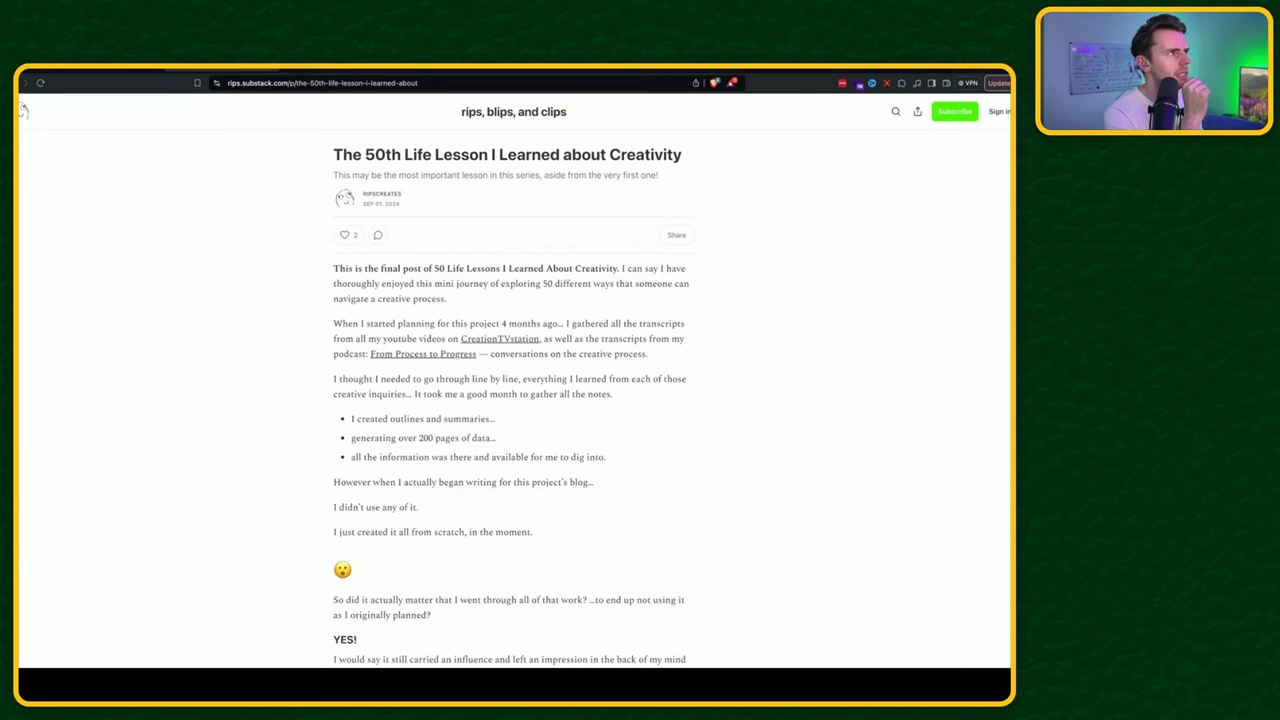 rips.substack.com/p/the-50th-life-lesson-i-learned-about
VPN
Update
rips, blips, and clips
Subscribe
Sign in
The 50th Life Lesson I Learned about Creativity
This may be the most important lesson in this series, aside from the very first one!
RIPSCREATES
SEP 01, 2024
2
Share
This is the final post of 50 Life Lessons I Learned About Creativity. I can say I have
thoroughly enjoyed this mini journey of exploring 50 different ways that someone can
navigate a creative process.
When I started planning for this project 4 months ago... I gathered all the transcripts
from all my youtube videos on CreationTVstation, as well as the transcripts from my
podcast: From Process to Progress — conversations on the creative process.
I thought I needed to go through line by line, everything I learned from each of those
creative inquiries... It took me a good month to gather all the notes.
• I created outlines and summaries...
• generating over 200 pages of data...
• all the information was there and available for me to dig into.
However when I actually began writing for this project's blog...
I didn't use any of it.
I just created it all from scratch, in the moment.
😮
So did it actually matter that I went through all of that work? ...to end up not using it
as I originally planned?
YES!
I would say it still carried an influence and left an impression in the back of my mind